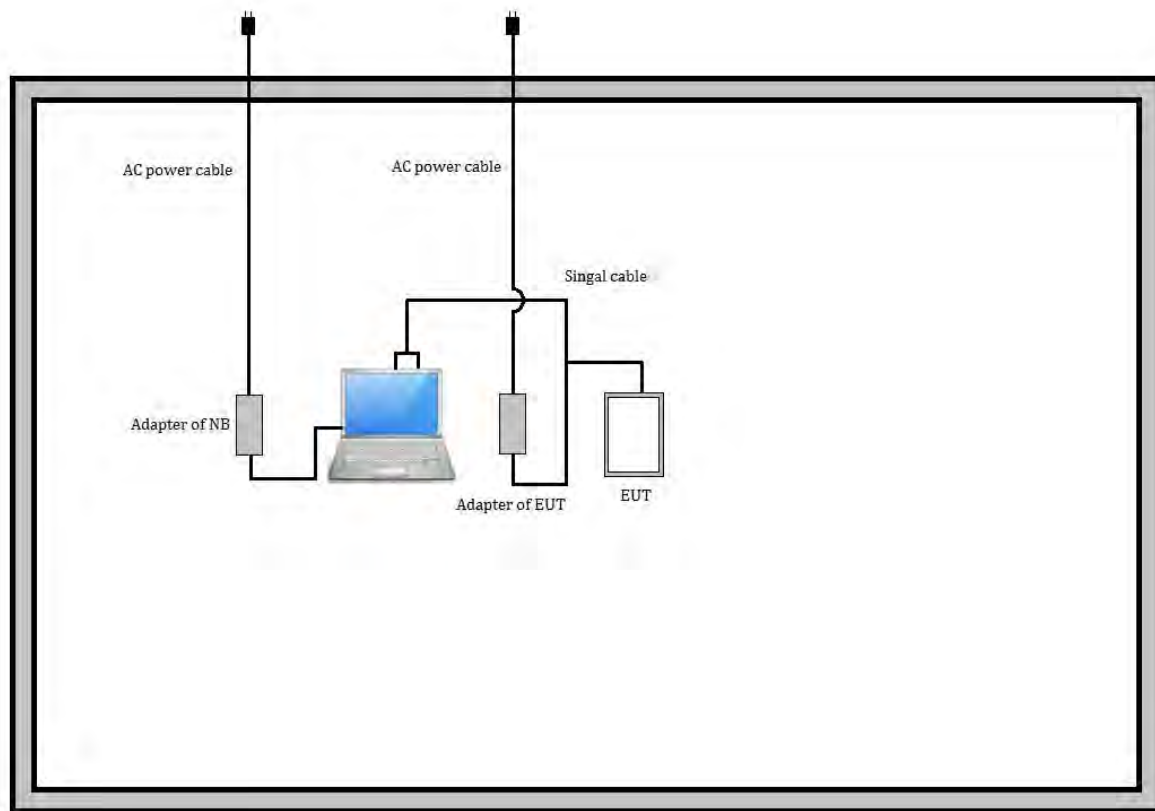 AC power cable
AC power cable
Singal cable
Adapter of NB
Adapter of EUT
EUT